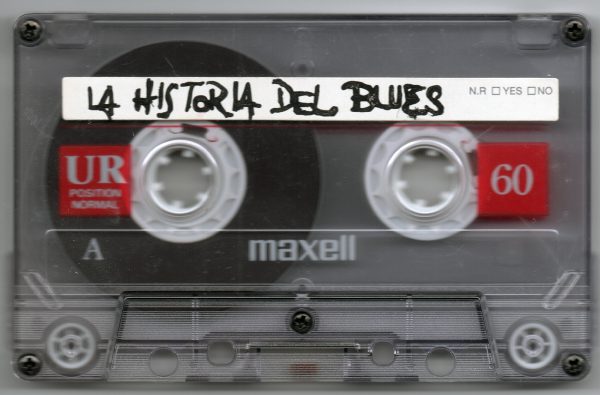 LA HISTORIA DEL BLUES
N.R □ YES □ NO
UR
POSITION
NORMAL
60
A
maxell